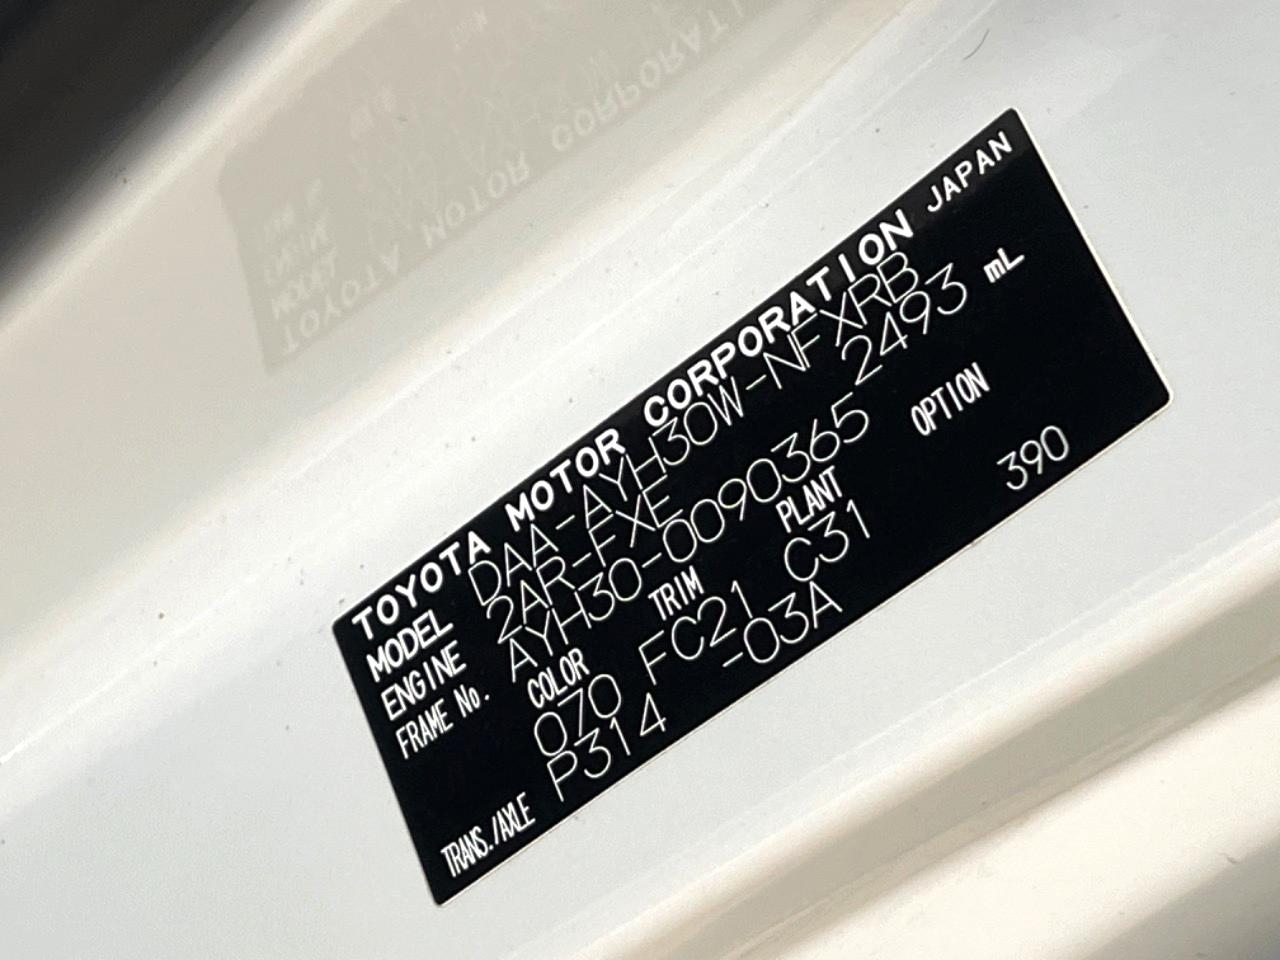 TOYOTA MOTOR CORPORATION JAPAN
MODEL DAA-AYH30W-NFXRB
ENGINE 2AR-FXE 2493 mL
FRAME No. AYH30-0090365
COLOR TRIM PLANT OPTION
070 FC21 C31 390
TRANS./AXLE P314 -03A